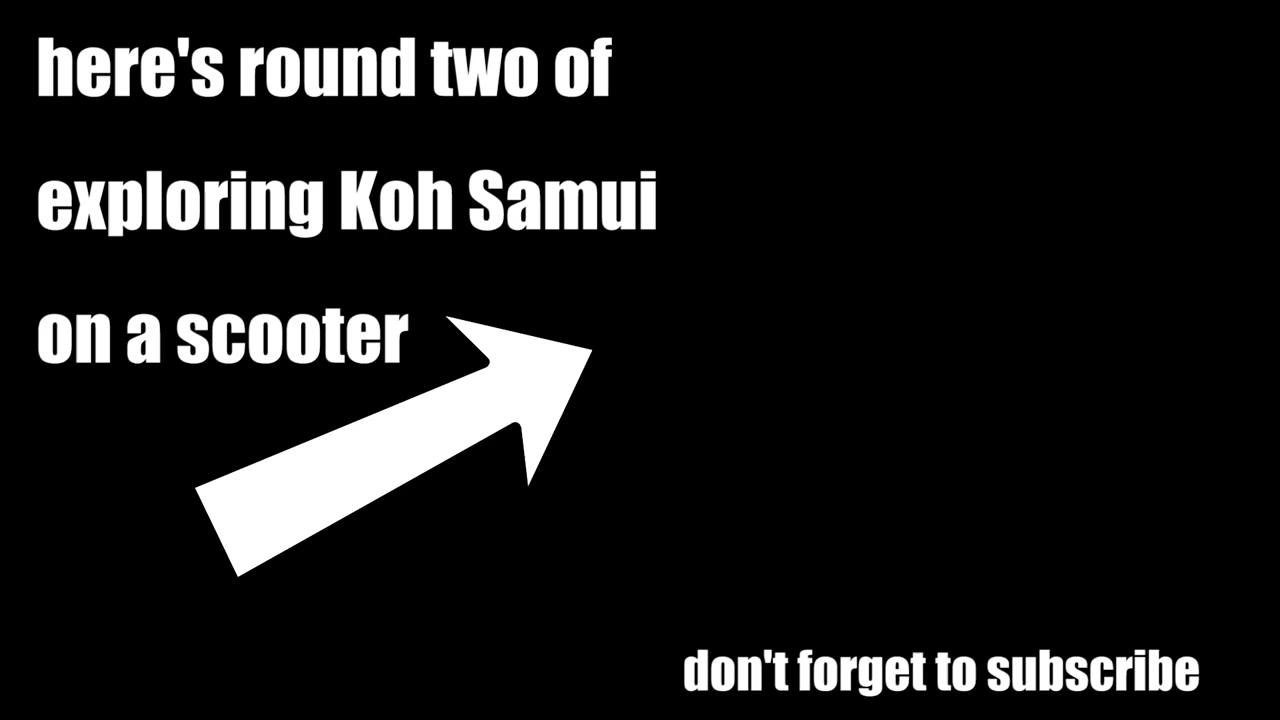 here's round two of
exploring Koh Samui
on a scooter
don't forget to subscribe